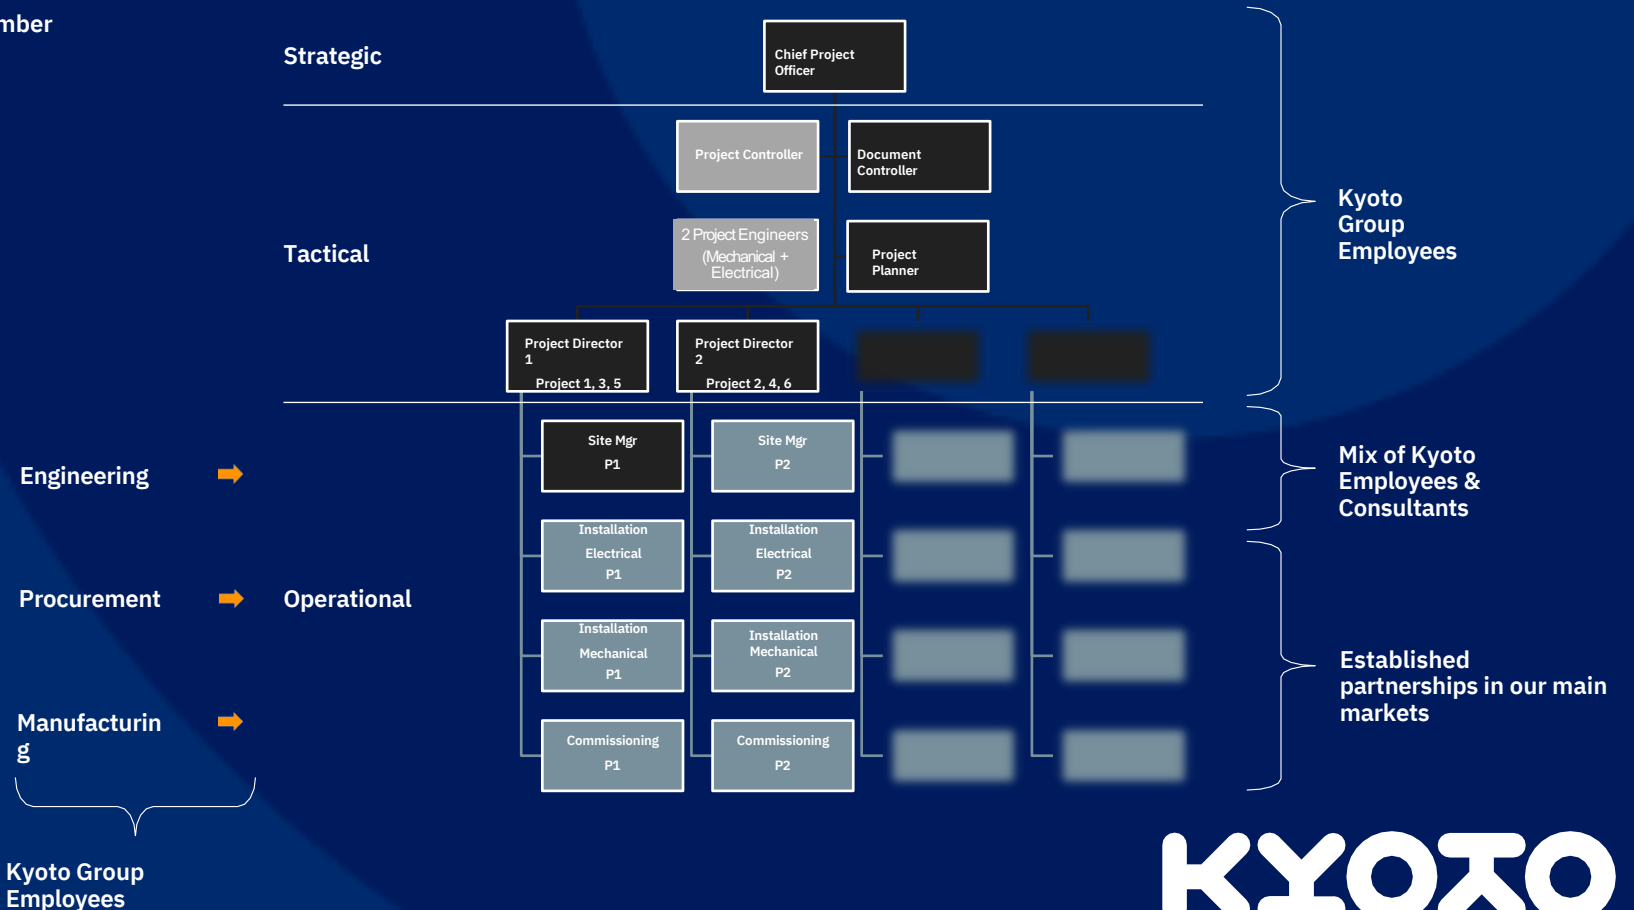 mber
Strategic
Chief Project
Officer
Project Controller
Document
Controller
Kyoto
Group
Employees
Tactical
2 Project Engineers
(Mechanical +
Electrical)
Project
Planner
Project Director
1
Project 1, 3, 5
Project Director
2
Project 2, 4, 6
Engineering
Site Mgr
P1
Site Mgr
P2
Mix of Kyoto
Employees &
Consultants
Procurement
Operational
Installation
Electrical
P1
Installation
Electrical
P2
Installation
Mechanical
P1
Installation
Mechanical
P2
Established
partnerships in our main
markets
Manufacturin
g
Commissioning
P1
Commissioning
P2
Kyoto Group
Employees
KYOTO